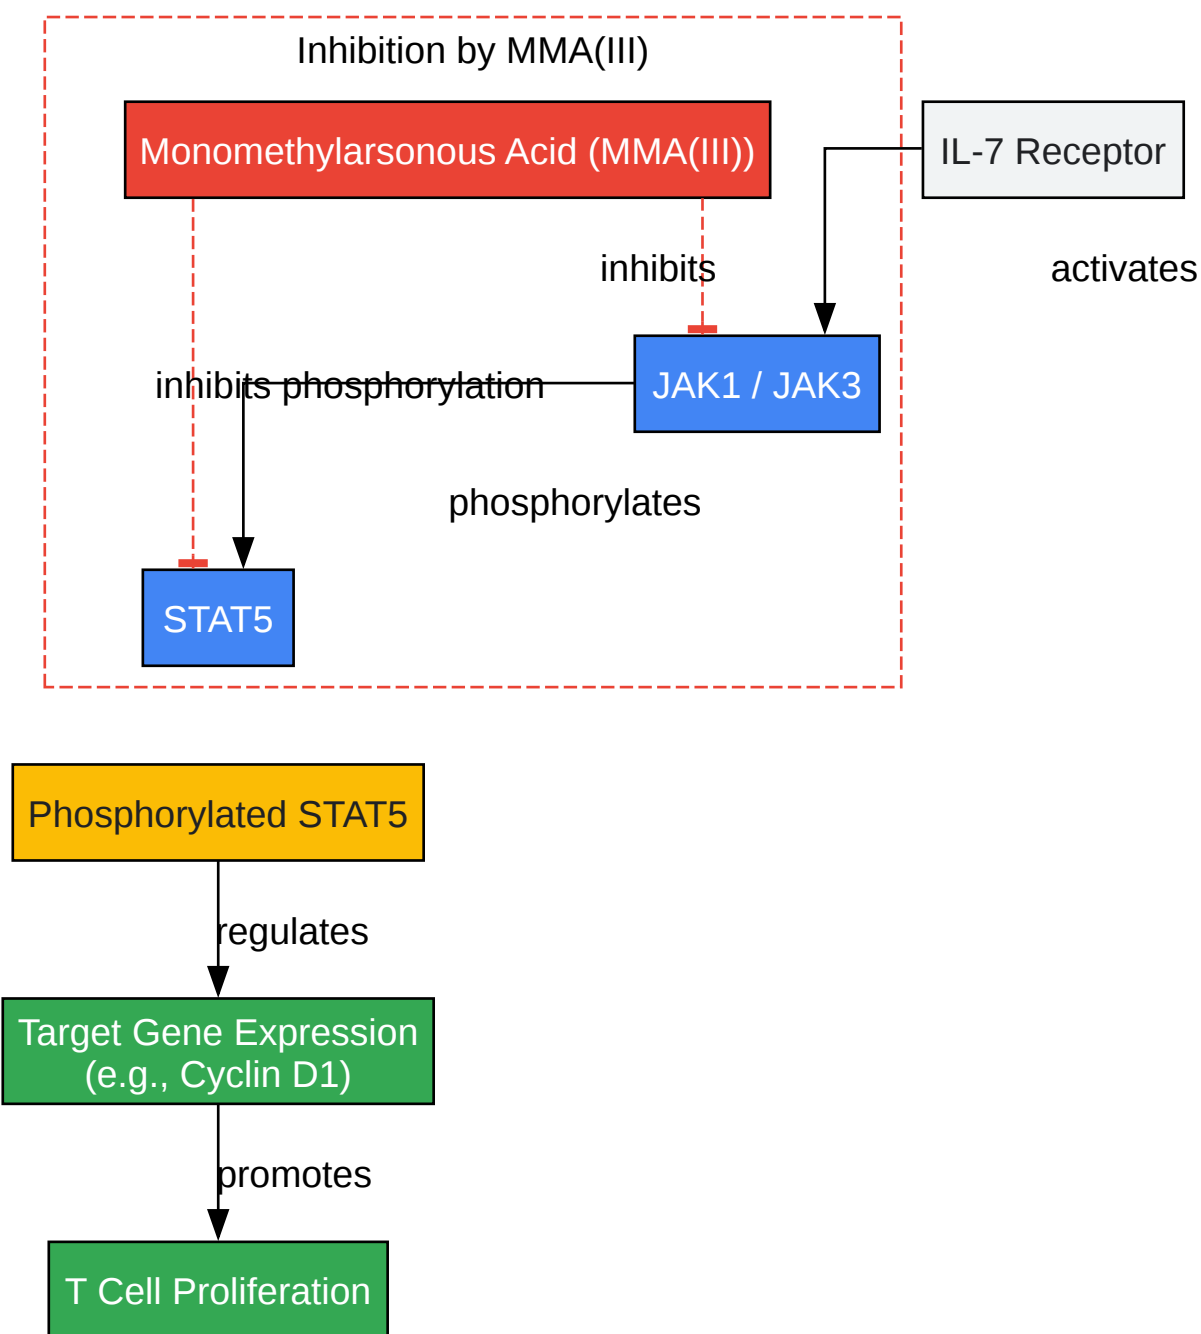 Inhibition by MMA(III)
Monomethylarsonous Acid (MMA(III))
IL-7 Receptor
inhibits
activates
inhibits phosphorylation
JAK1 / JAK3
phosphorylates
STAT5
Phosphorylated STAT5
regulates
Target Gene Expression
(e.g., Cyclin D1)
promotes
T Cell Proliferation